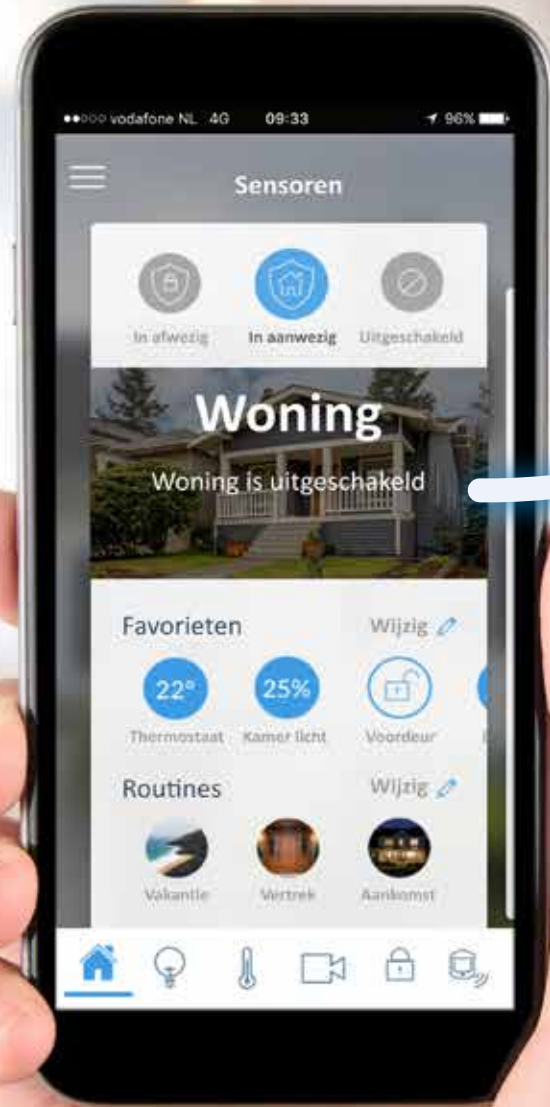 vodafone NL 4G 09:33 96%
Sensoren
In afwezig In aanwezig Uitgeschakeld
Woning
Woning is uitgeschakeld
Favorieten Wijzig
22° 25%
Thermostaat Kamer licht Voordeur
Routines Wijzig
Vakantie Vertrek Aankomst